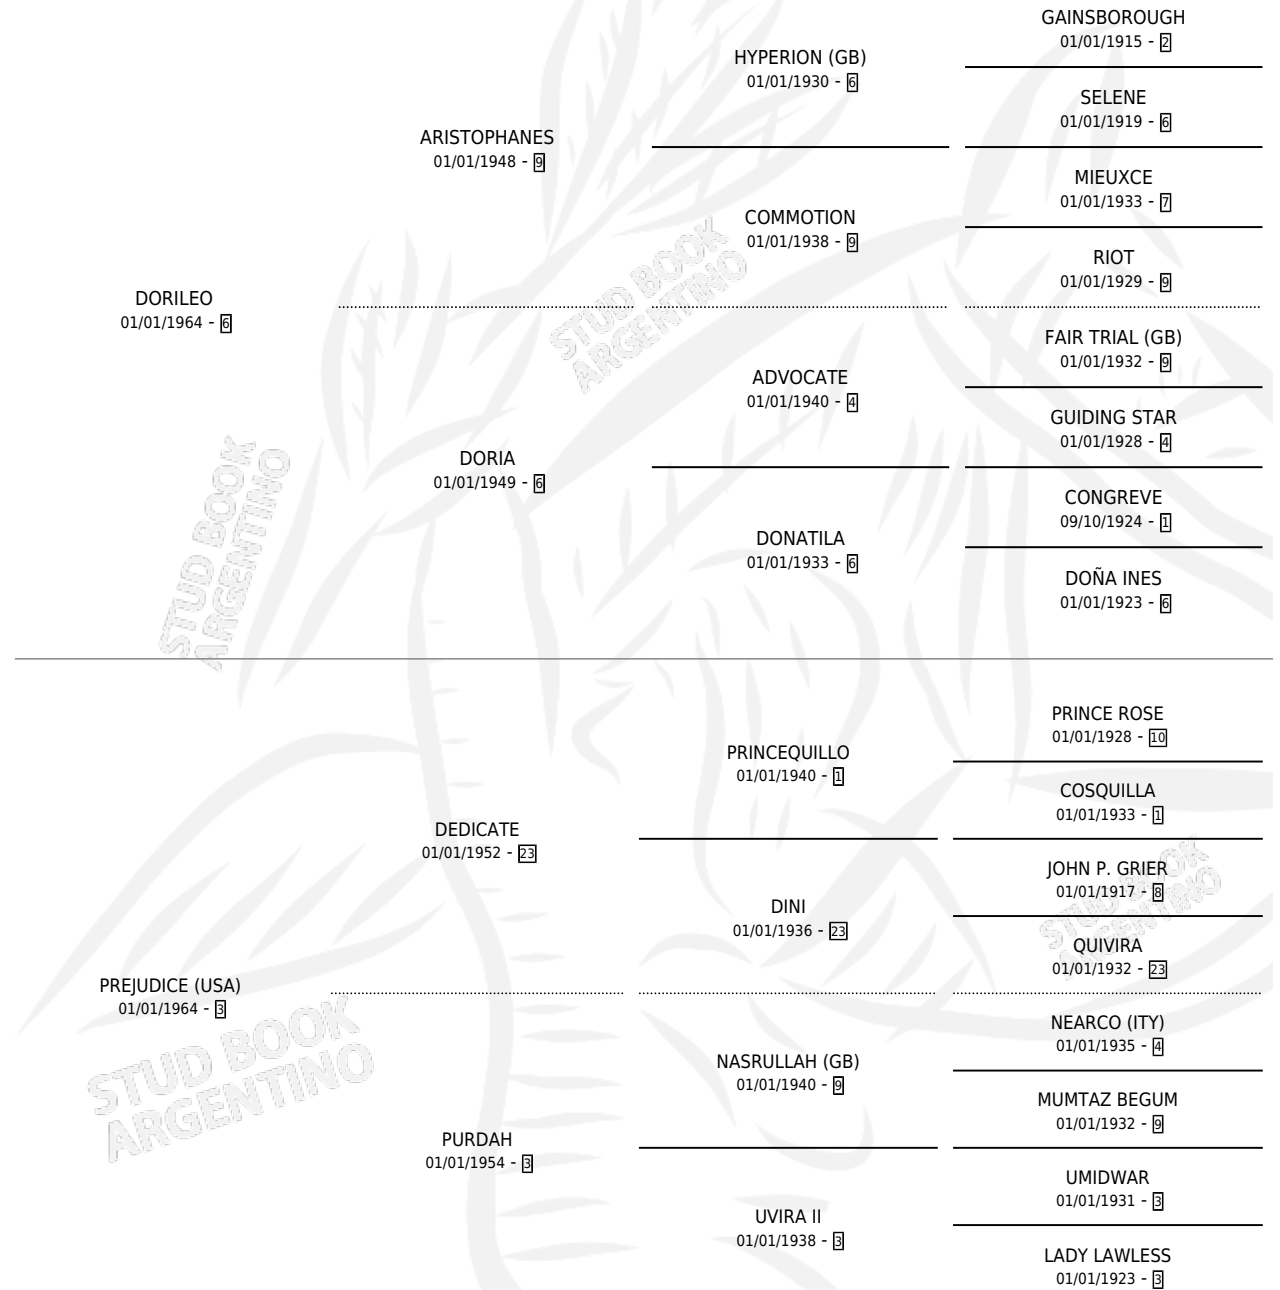 GAINSBOROUGH
01/01/1915 - 2
HYPERION (GB)
01/01/1930 - 6
SELENE
01/01/1919 - 6
ARISTOPHANES
01/01/1948 - 9
MIEUXCE
01/01/1933 - 7
COMMOTION
01/01/1938 - 9
RIOT
01/01/1929 - 9
DORILEO
01/01/1964 - 6
FAIR TRIAL (GB)
01/01/1932 - 9
ADVOCATE
01/01/1940 - 4
GUIDING STAR
01/01/1928 - 4
DORIA
01/01/1949 - 6
CONGREVE
09/10/1924 - 1
DONATILA
01/01/1933 - 6
DOÑA INES
01/01/1923 - 6
PRINCE ROSE
01/01/1928 - 10
PRINCEQUILLO
01/01/1940 - 1
COSQUILLA
01/01/1933 - 1
DEDICATE
01/01/1952 - 23
JOHN P. GRIER
01/01/1917 - 8
DINI
01/01/1936 - 23
QUIVIRA
01/01/1932 - 23
PREJUDICE (USA)
01/01/1964 - 3
NEARCO (ITY)
01/01/1935 - 4
NASRULLAH (GB)
01/01/1940 - 9
MUMTAZ BEGUM
01/01/1932 - 9
PURDAH
01/01/1954 - 3
UMIDWAR
01/01/1931 - 3
UVIRA II
01/01/1938 - 3
LADY LAWLESS
01/01/1923 - 3
STUD BOOK
ARGENTINO
STUD BOOK
ARGENTINO
STUD BOOK
ARGENTINO
STUD BOOK
ARGENTINO